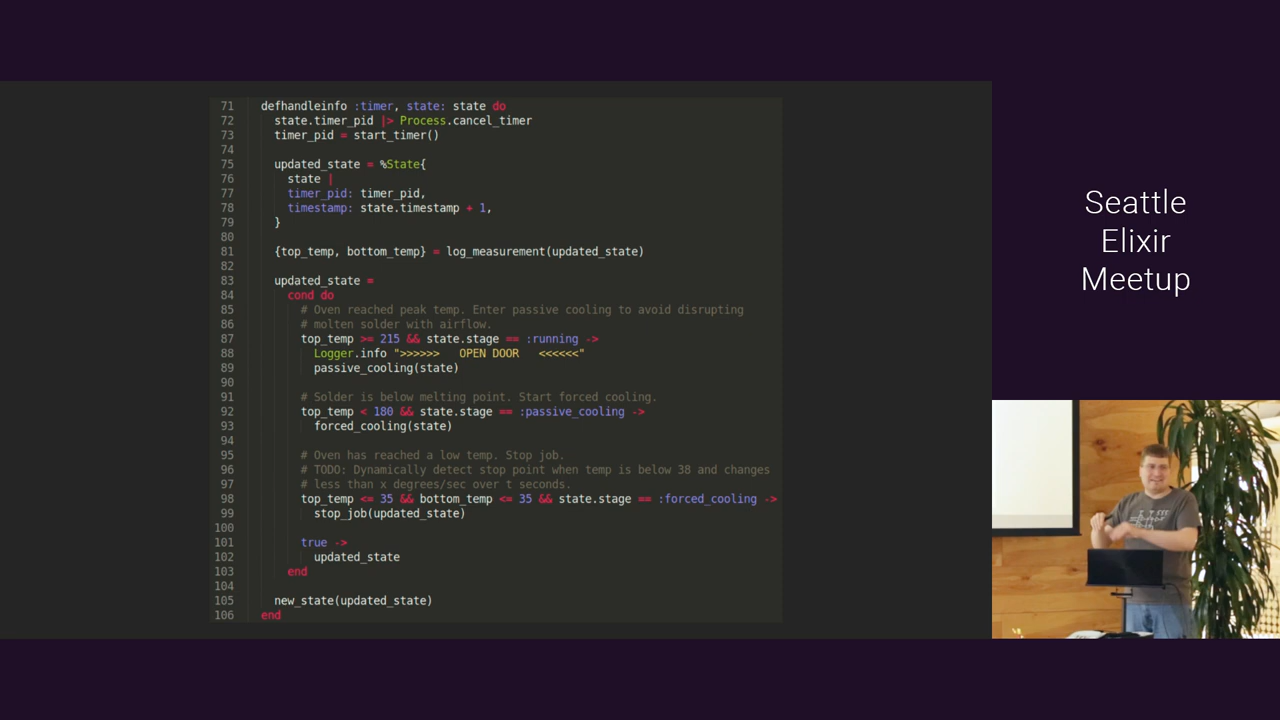 71 defhandleinfo :timer, state: state do
72 state.timer_pid |> Process.cancel_timer
73 timer_pid = start_timer()
74
75 updated_state = %State{
76 state |
77 timer_pid: timer_pid,
78 timestamp: state.timestamp + 1,
79 }
80
81 {top_temp, bottom_temp} = log_measurement(updated_state)
82
83 updated_state =
84 cond do
85 # Oven reached peak temp. Enter passive cooling to avoid disrupting
86 # molten solder with airflow.
87 top_temp >= 215 && state.stage == :running ->
88 Logger.info ">>>>>>   OPEN DOOR   <<<<<<"
89 passive_cooling(state)
90
91 # Solder is below melting point. Start forced cooling.
92 top_temp < 180 && state.stage == :passive_cooling ->
93 forced_cooling(state)
94
95 # Oven has reached a low temp. Stop job.
96 # TODO: Dynamically detect stop point when temp is below 38 and changes
97 # less than x degrees/sec over t seconds.
98 top_temp <= 35 && bottom_temp <= 35 && state.stage == :forced_cooling ->
99 stop_job(updated_state)
100
101 true ->
102 updated_state
103 end
104
105 new_state(updated_state)
106 end
Seattle
Elixir
Meetup